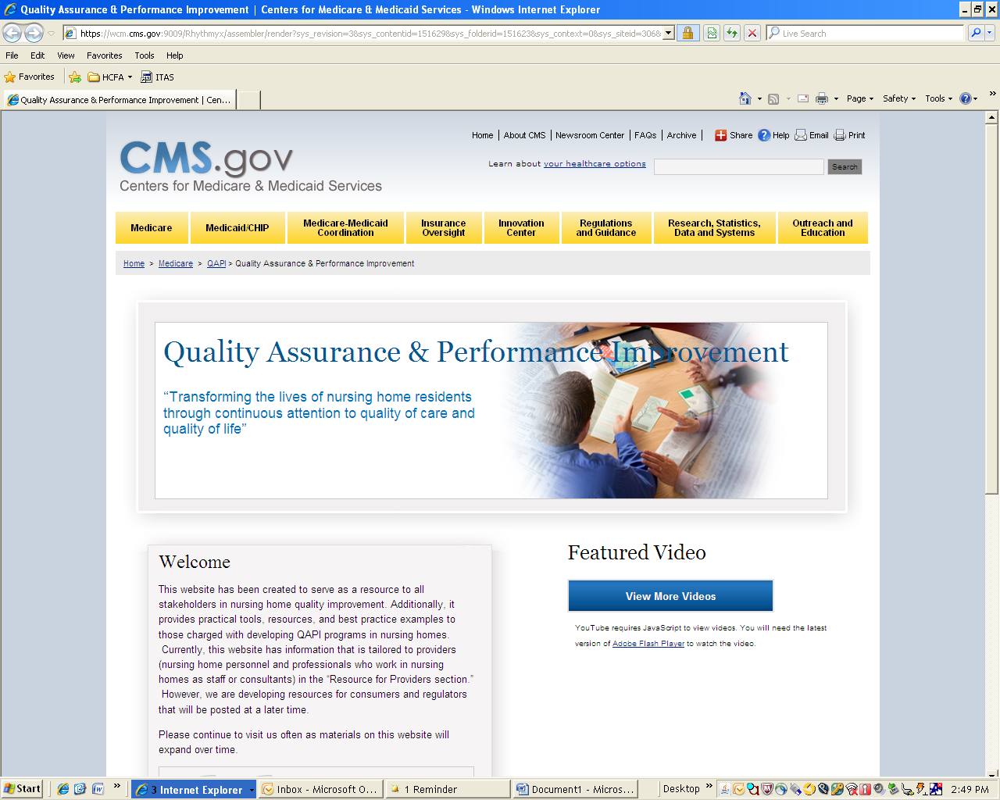 Quality Assurance & Performance Improvement | Centers for Medicare & Medicaid Services - Windows Internet Explorer
https://wcm.cms.gov:9009/Rhythmyx/assembler/render?sys_revision=3&sys_contentid=151629&sys_folderid=151623&sys_context=0&sys_siteid=306&
Live Search
File Edit View Favorites Tools Help
Favorites HCFA ITAS
Quality Assurance & Performance Improvement | Cen...
Page Safety Tools
Home | About CMS | Newsroom Center | FAQs | Archive | Share Help Email Print
CMS.gov
Centers for Medicare & Medicaid Services
Learn about your healthcare options
Search
Medicare
Medicaid/CHIP
Medicare-Medicaid
Coordination
Insurance
Oversight
Innovation
Center
Regulations
and Guidance
Research, Statistics,
Data and Systems
Outreach and
Education
Home > Medicare > QAPI > Quality Assurance & Performance Improvement
Quality Assurance & Performance Improvement
“Transforming the lives of nursing home residents
through continuous attention to quality of care and
quality of life”
Welcome
This website has been created to serve as a resource to all
stakeholders in nursing home quality improvement. Additionally, it
provides practical tools, resources, and best practice examples to
those charged with developing QAPI programs in nursing homes.
Currently, this website has information that is tailored to providers
(nursing home personnel and professionals who work in nursing
homes as staff or consultants) in the “Resource for Providers section.”
However, we are developing resources for consumers and regulators
that will be posted at a later time.
Please continue to visit us often as materials on this website will
expand over time.
Featured Video
View More Videos
YouTube requires JavaScript to view videos. You will need the latest
version of Adobe Flash Player to watch the video.
Start
3 Internet Explorer
Inbox - Microsoft O...
1 Reminder
Document1 - Micros...
Desktop
2:49 PM